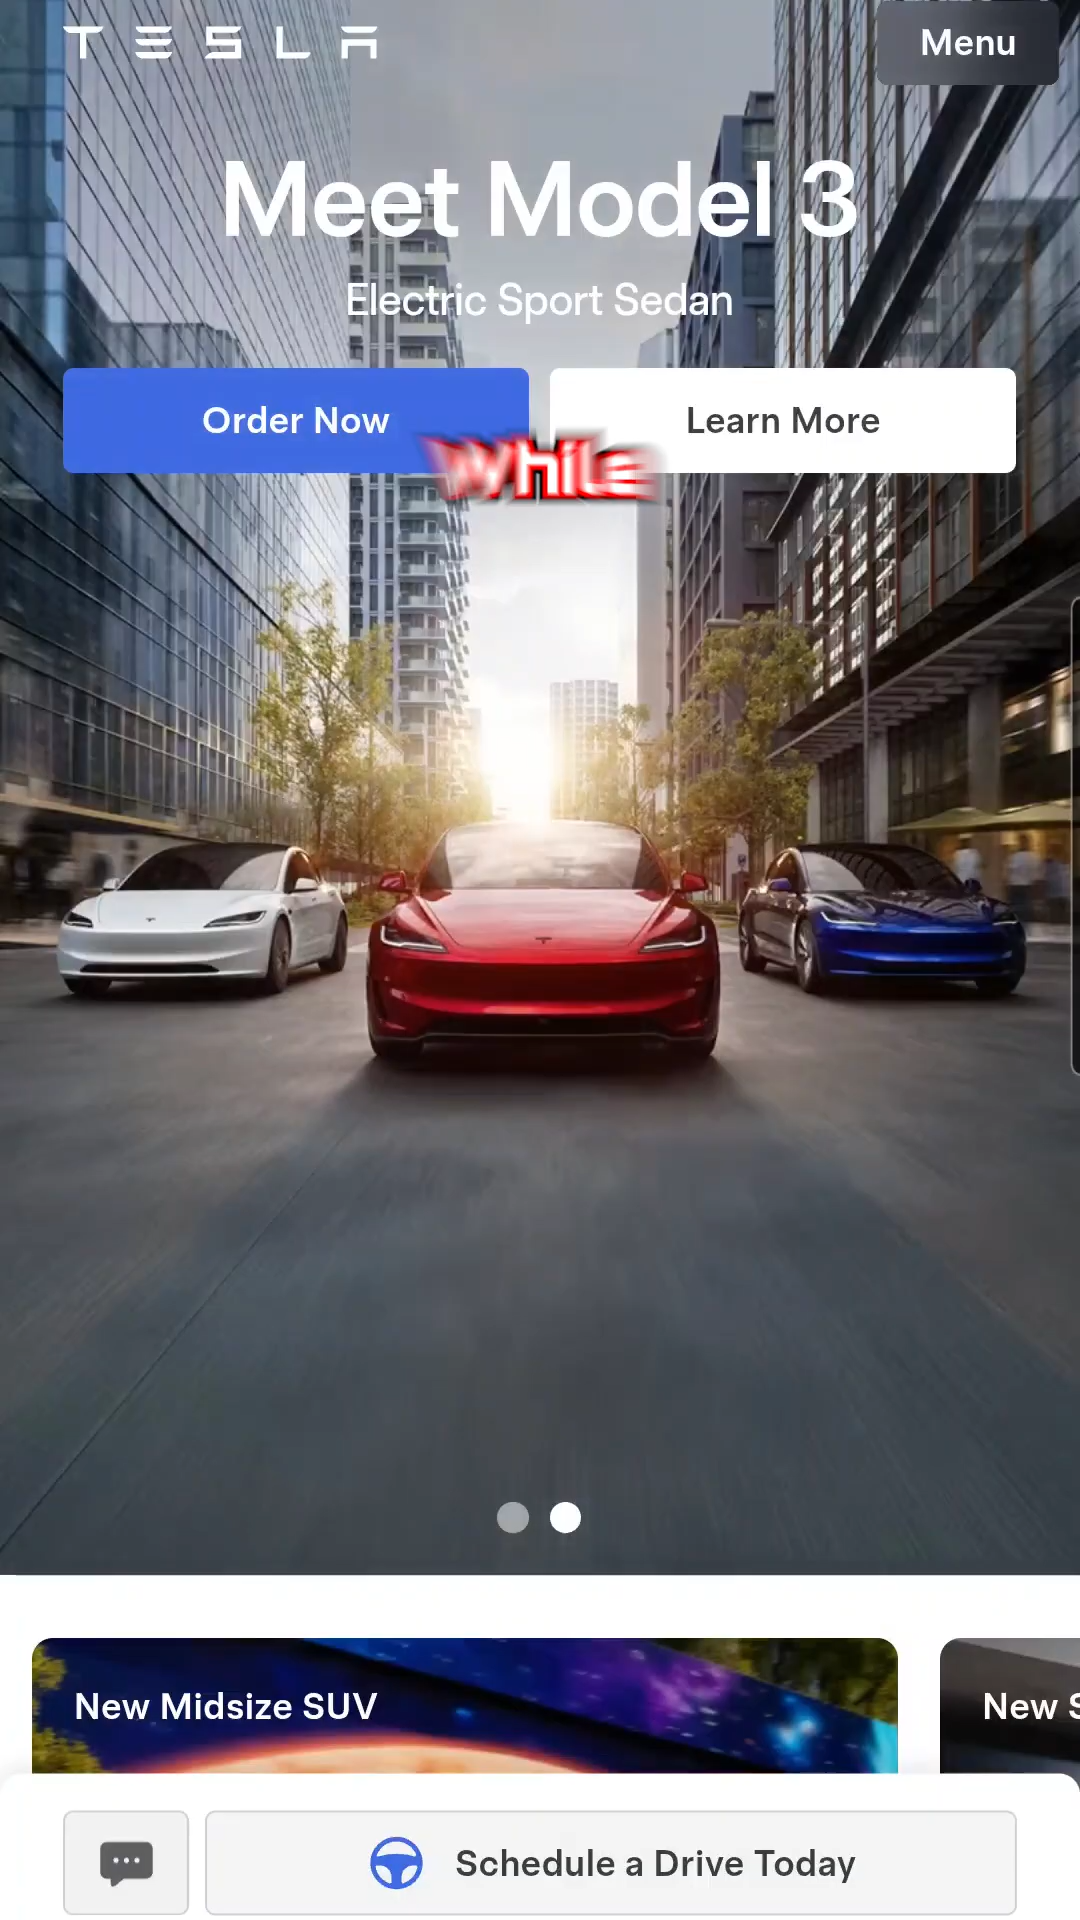 TESLA
Menu
Meet Model 3
Electric Sport Sedan
Order Now
Learn More
While
New Midsize SUV
New S
Schedule a Drive Today